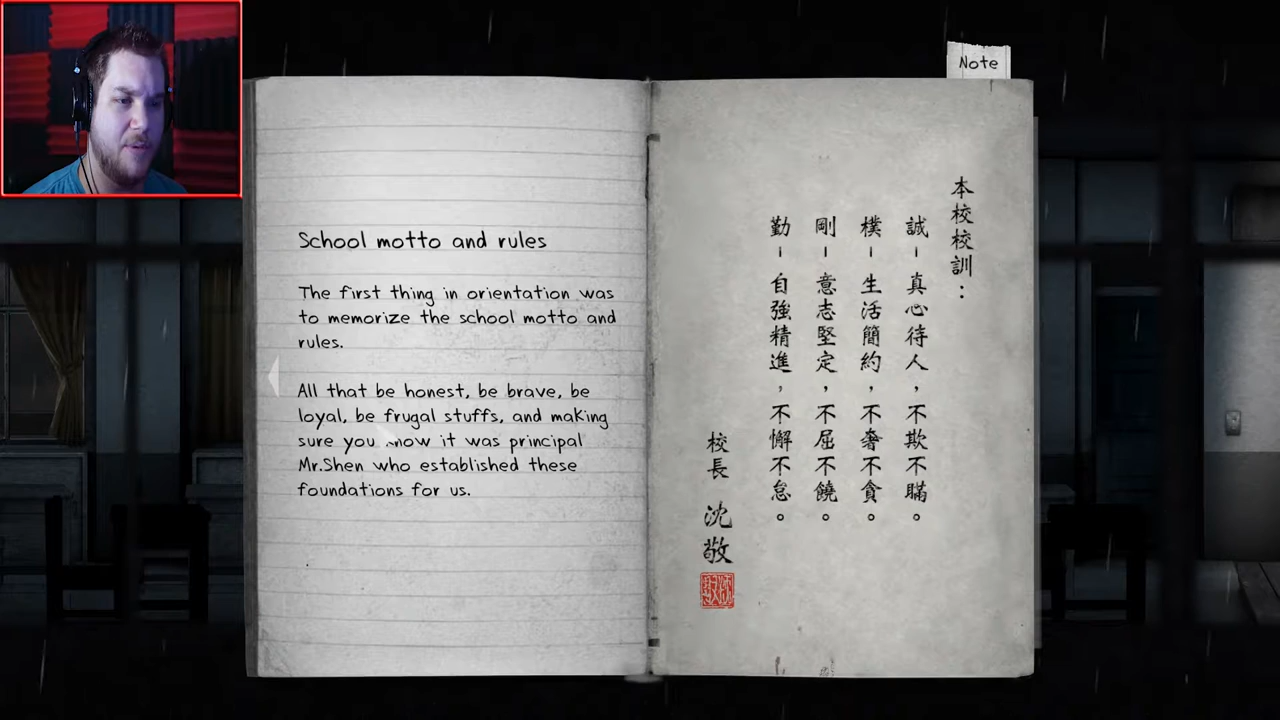 Note
School motto and rules
The first thing in orientation was
to memorize the school motto and
rules.
All that be honest, be brave, be
loyal, be frugal stuffs, and making
sure you know it was principal
Mr.Shen who established these
foundations for us.
本校校訓：
誠－真心待人，不欺不瞞。
樸－生活簡約，不奢不貪。
剛－意志堅定，不屈不饒。
勤－自強精進，不懈不怠。
校長 沈敬